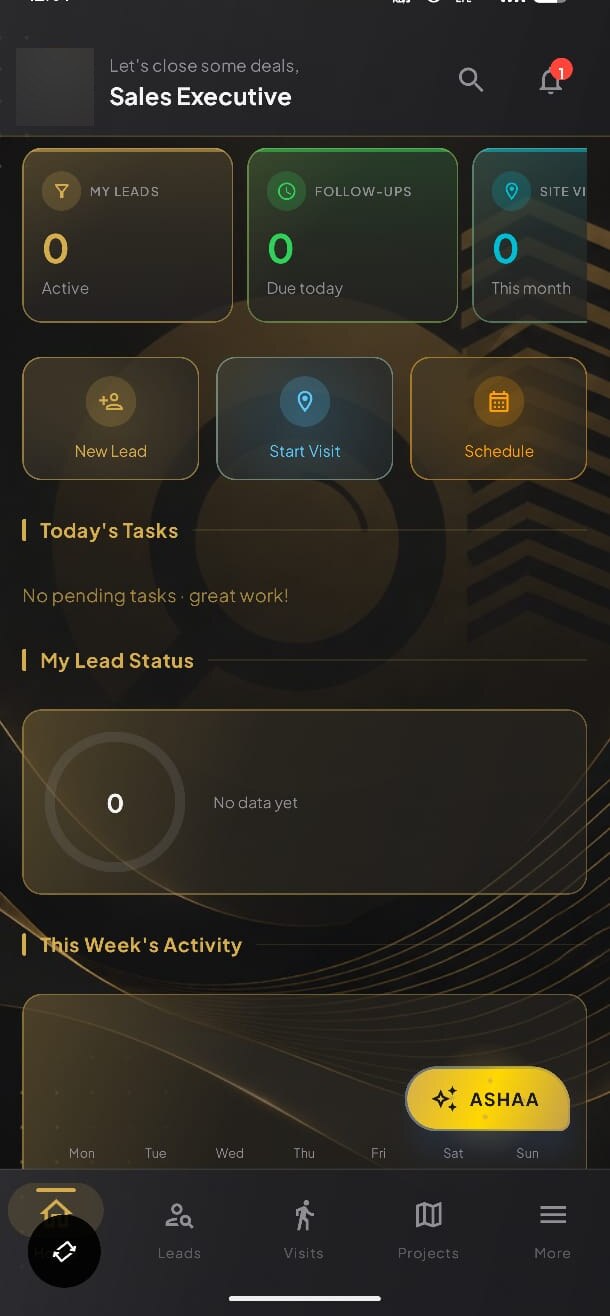 Let's close some deals,
Sales Executive
1
MY LEADS
FOLLOW-UPS
SITE VI
0
0
0
Active
Due today
This month
New Lead
Start Visit
Schedule
Today's Tasks
No pending tasks · great work!
My Lead Status
0
No data yet
This Week's Activity
ASHAA
Mon Tue Wed Thu Fri Sat Sun
Leads
Visits
Projects
More